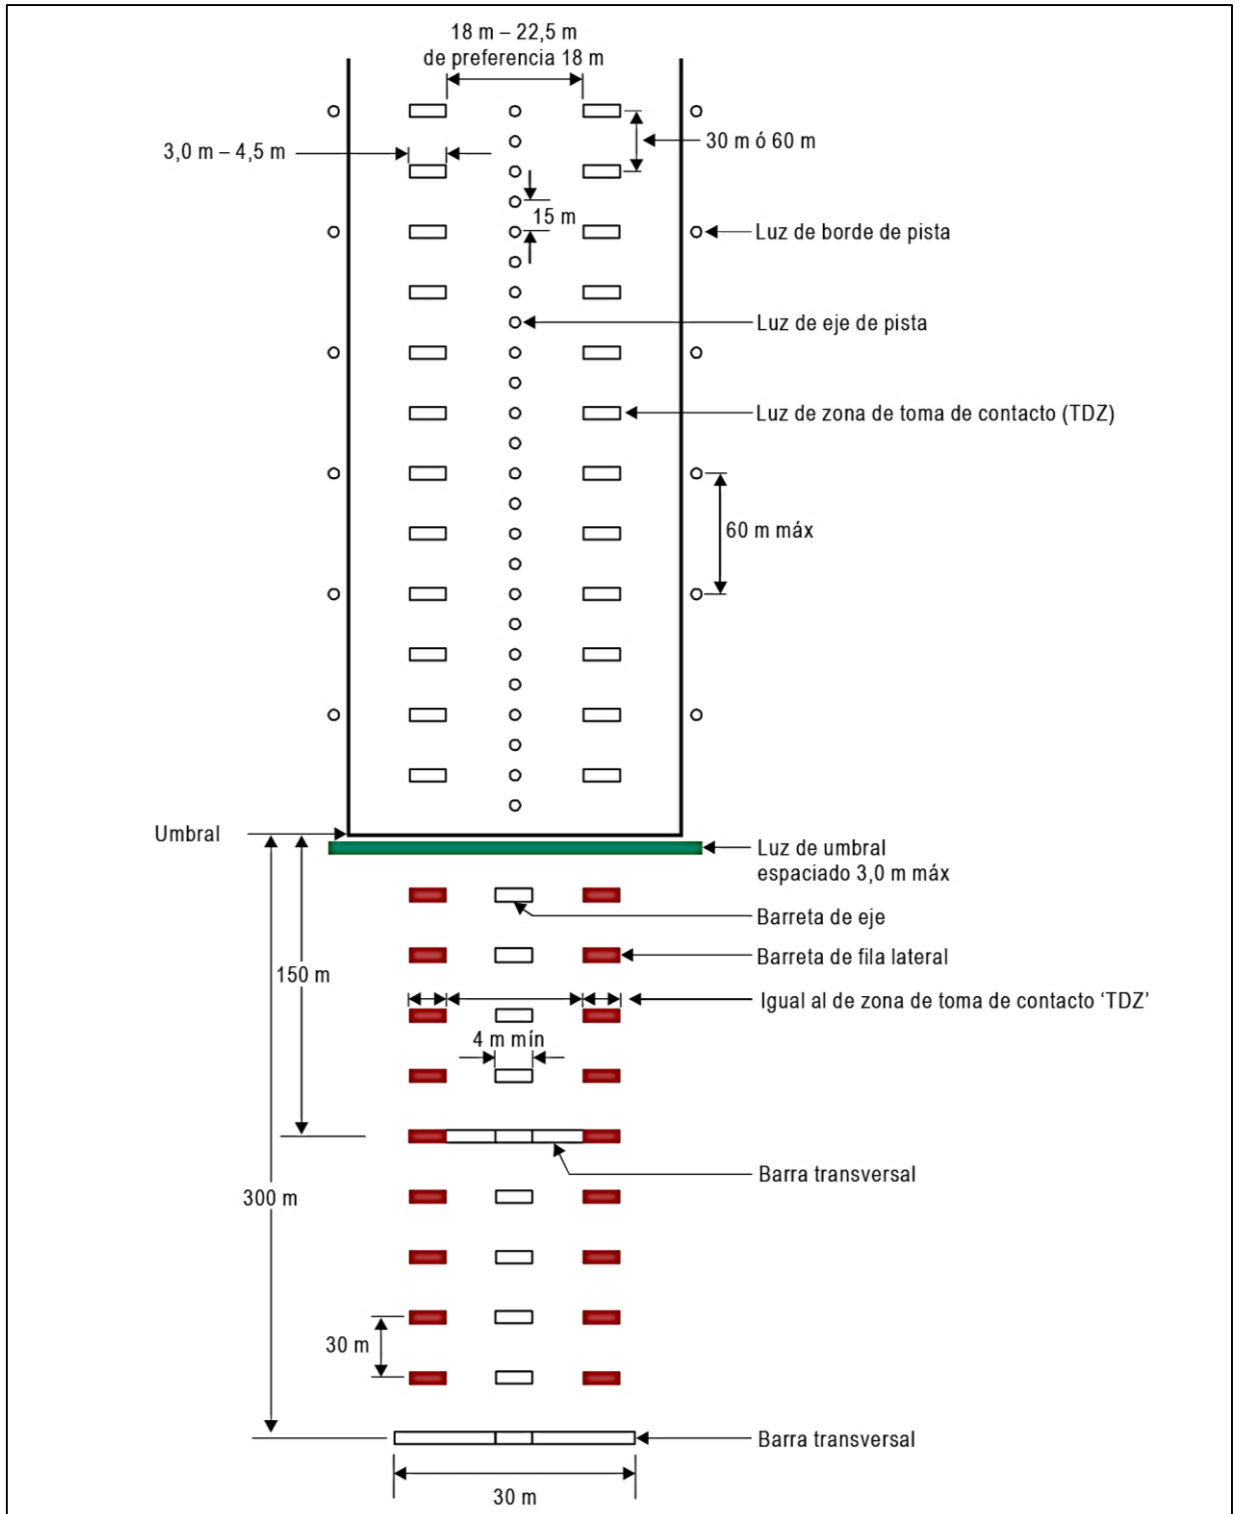 18 m – 22,5 m
de preferencia 18 m
30 m ó 60 m
3,0 m – 4,5 m
15 m
Luz de borde de pista
Luz de eje de pista
Luz de zona de toma de contacto (TDZ)
60 m máx
Umbral
Luz de umbral
espaciado 3,0 m máx
Barreta de eje
Barreta de fila lateral
150 m
Igual al de zona de toma de contacto ‘TDZ’
4 m mín
Barra transversal
300 m
30 m
Barra transversal
30 m